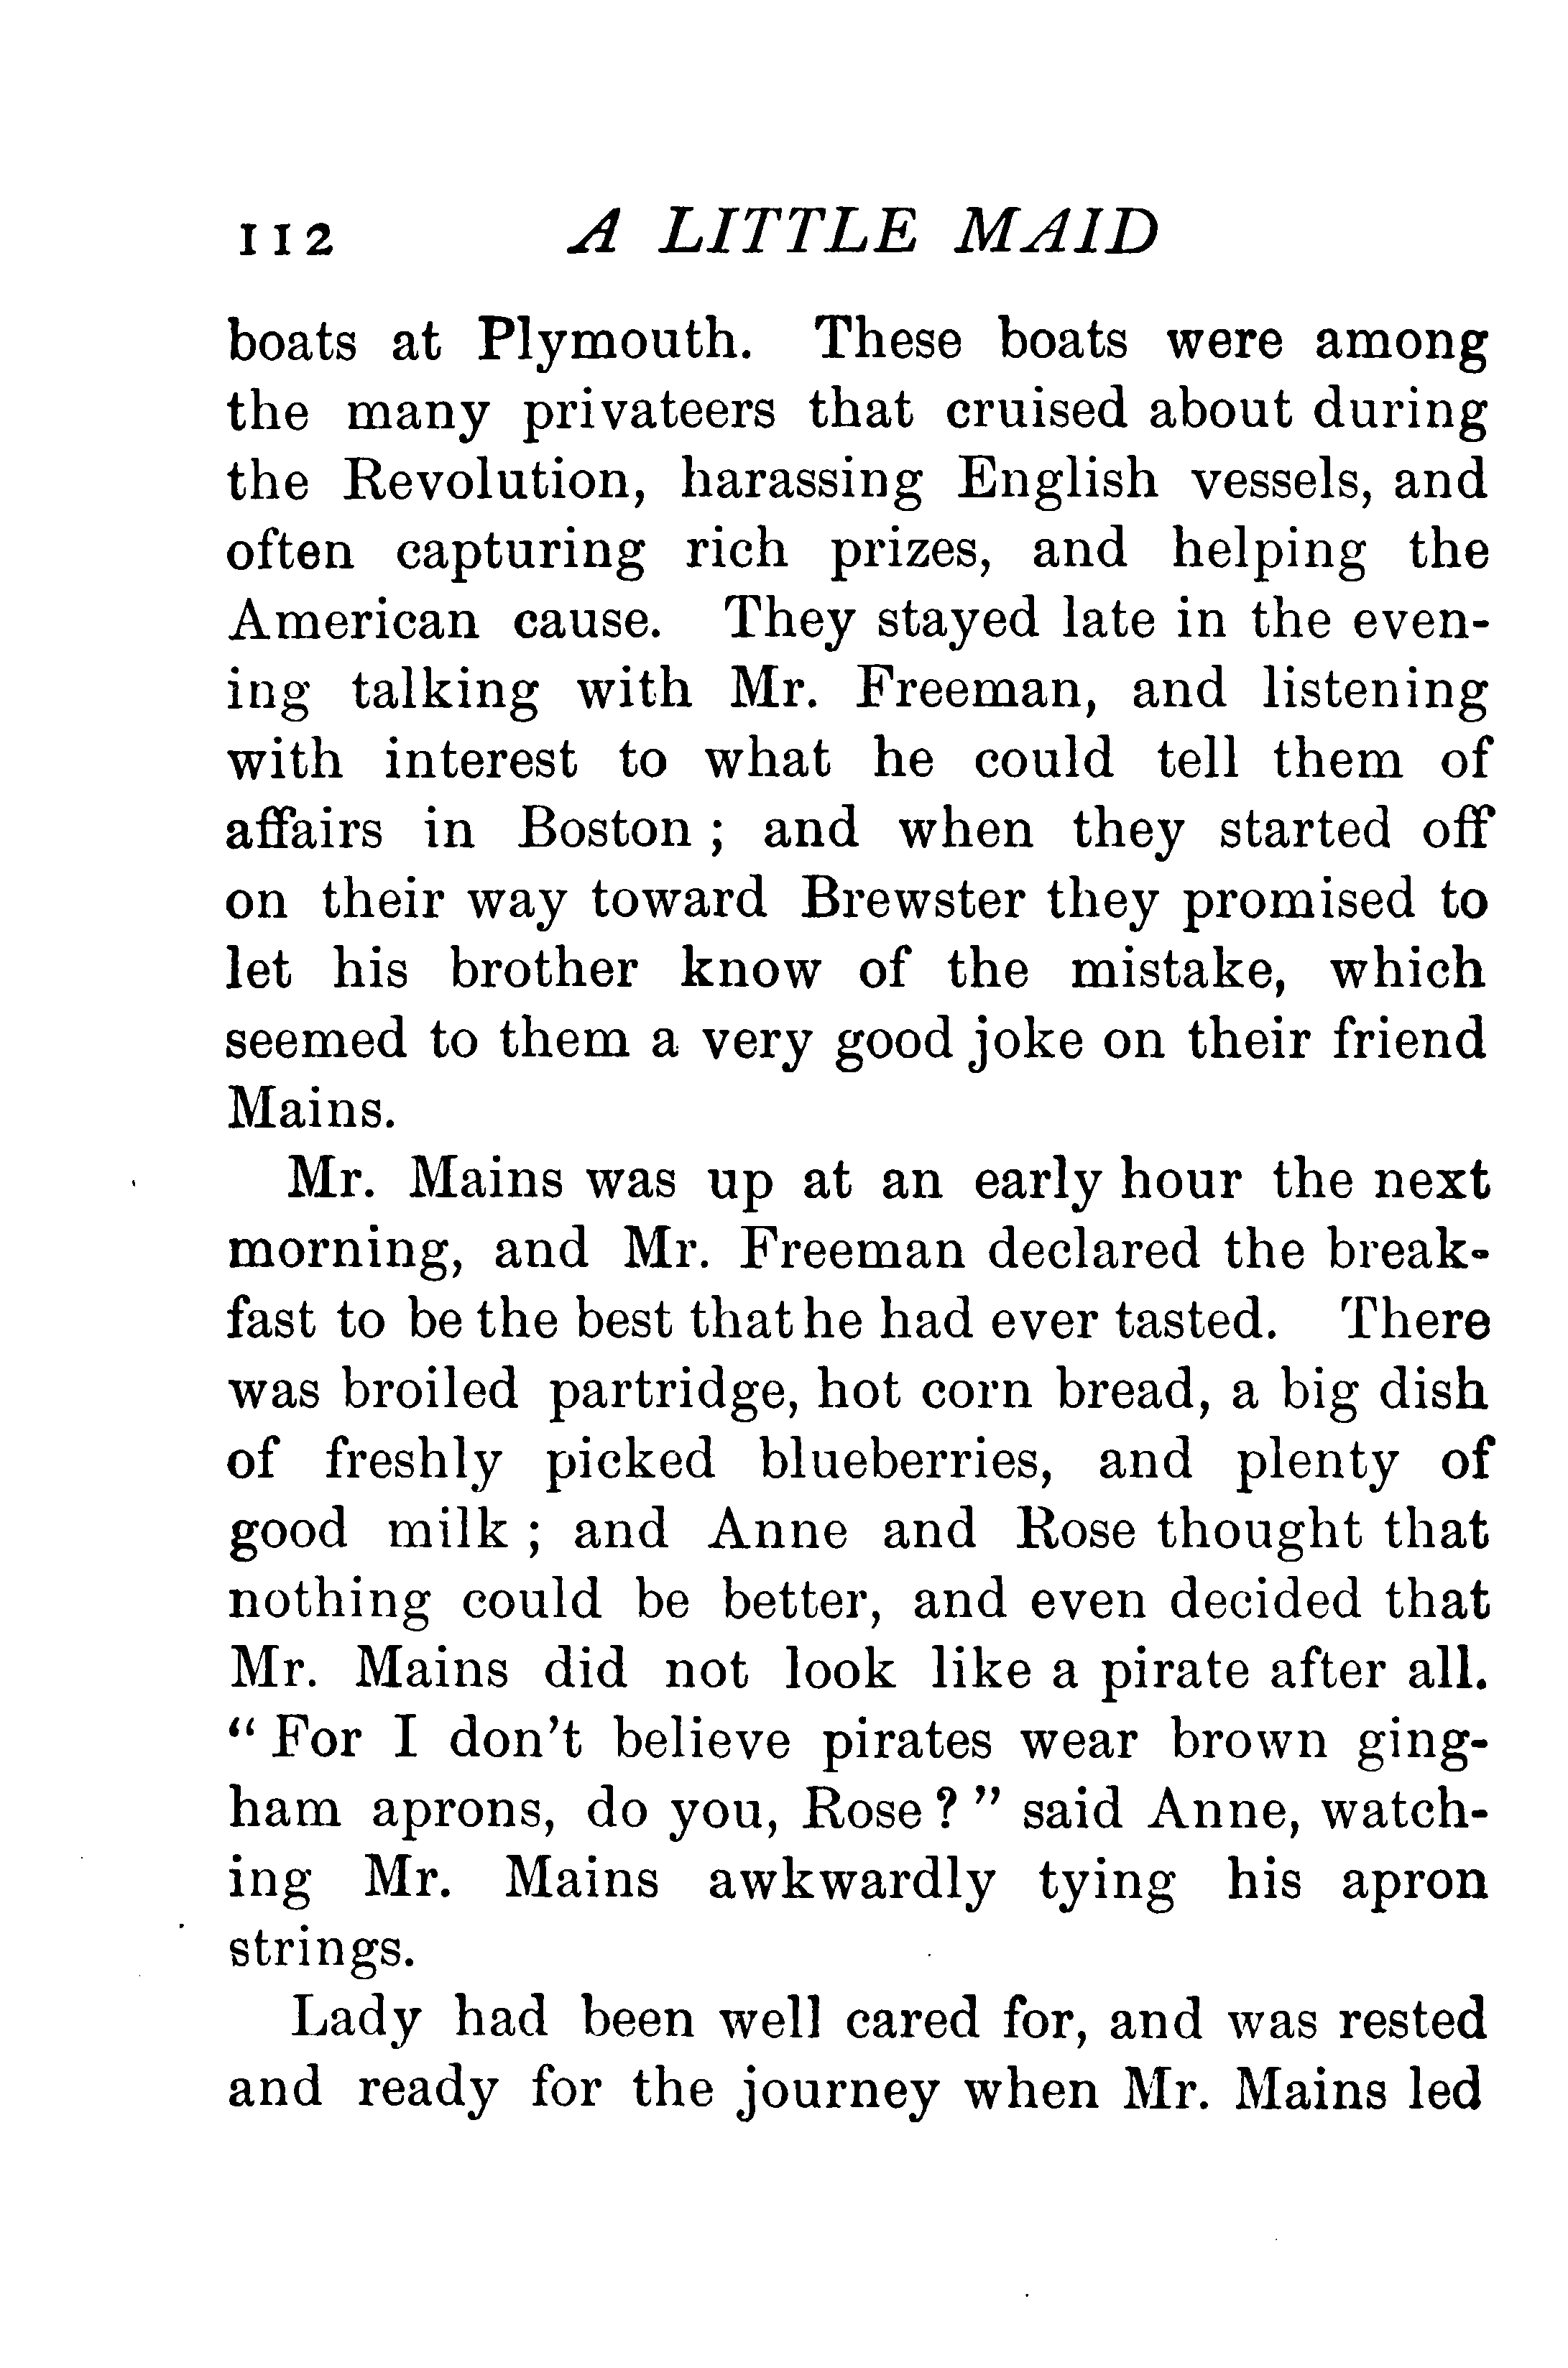 112 A LITTLE MAID
boats at Plymouth. These boats were among
the many privateers that cruised about during
the Revolution, harassing English vessels, and
often capturing rich prizes, and helping the
American cause. They stayed late in the even-
ing talking with Mr. Freeman, and listening
with interest to what he could tell them of
affairs in Boston ; and when they started off
on their way toward Brewster they promised to
let his brother know of the mistake, which
seemed to them a very good joke on their friend
Mains.
Mr. Mains was up at an early hour the next
morning, and Mr. Freeman declared the break-
fast to be the best that he had ever tasted. There
was broiled partridge, hot corn bread, a big dish
of freshly picked blueberries, and plenty of
good milk ; and Anne and Rose thought that
nothing could be better, and even decided that
Mr. Mains did not look like a pirate after all.
“ For I don’t believe pirates wear brown ging-
ham aprons, do you, Rose ? ” said Anne, watch-
ing Mr. Mains awkwardly tying his apron
strings.
Lady had been well cared for, and was rested
and ready for the journey when Mr. Mains led